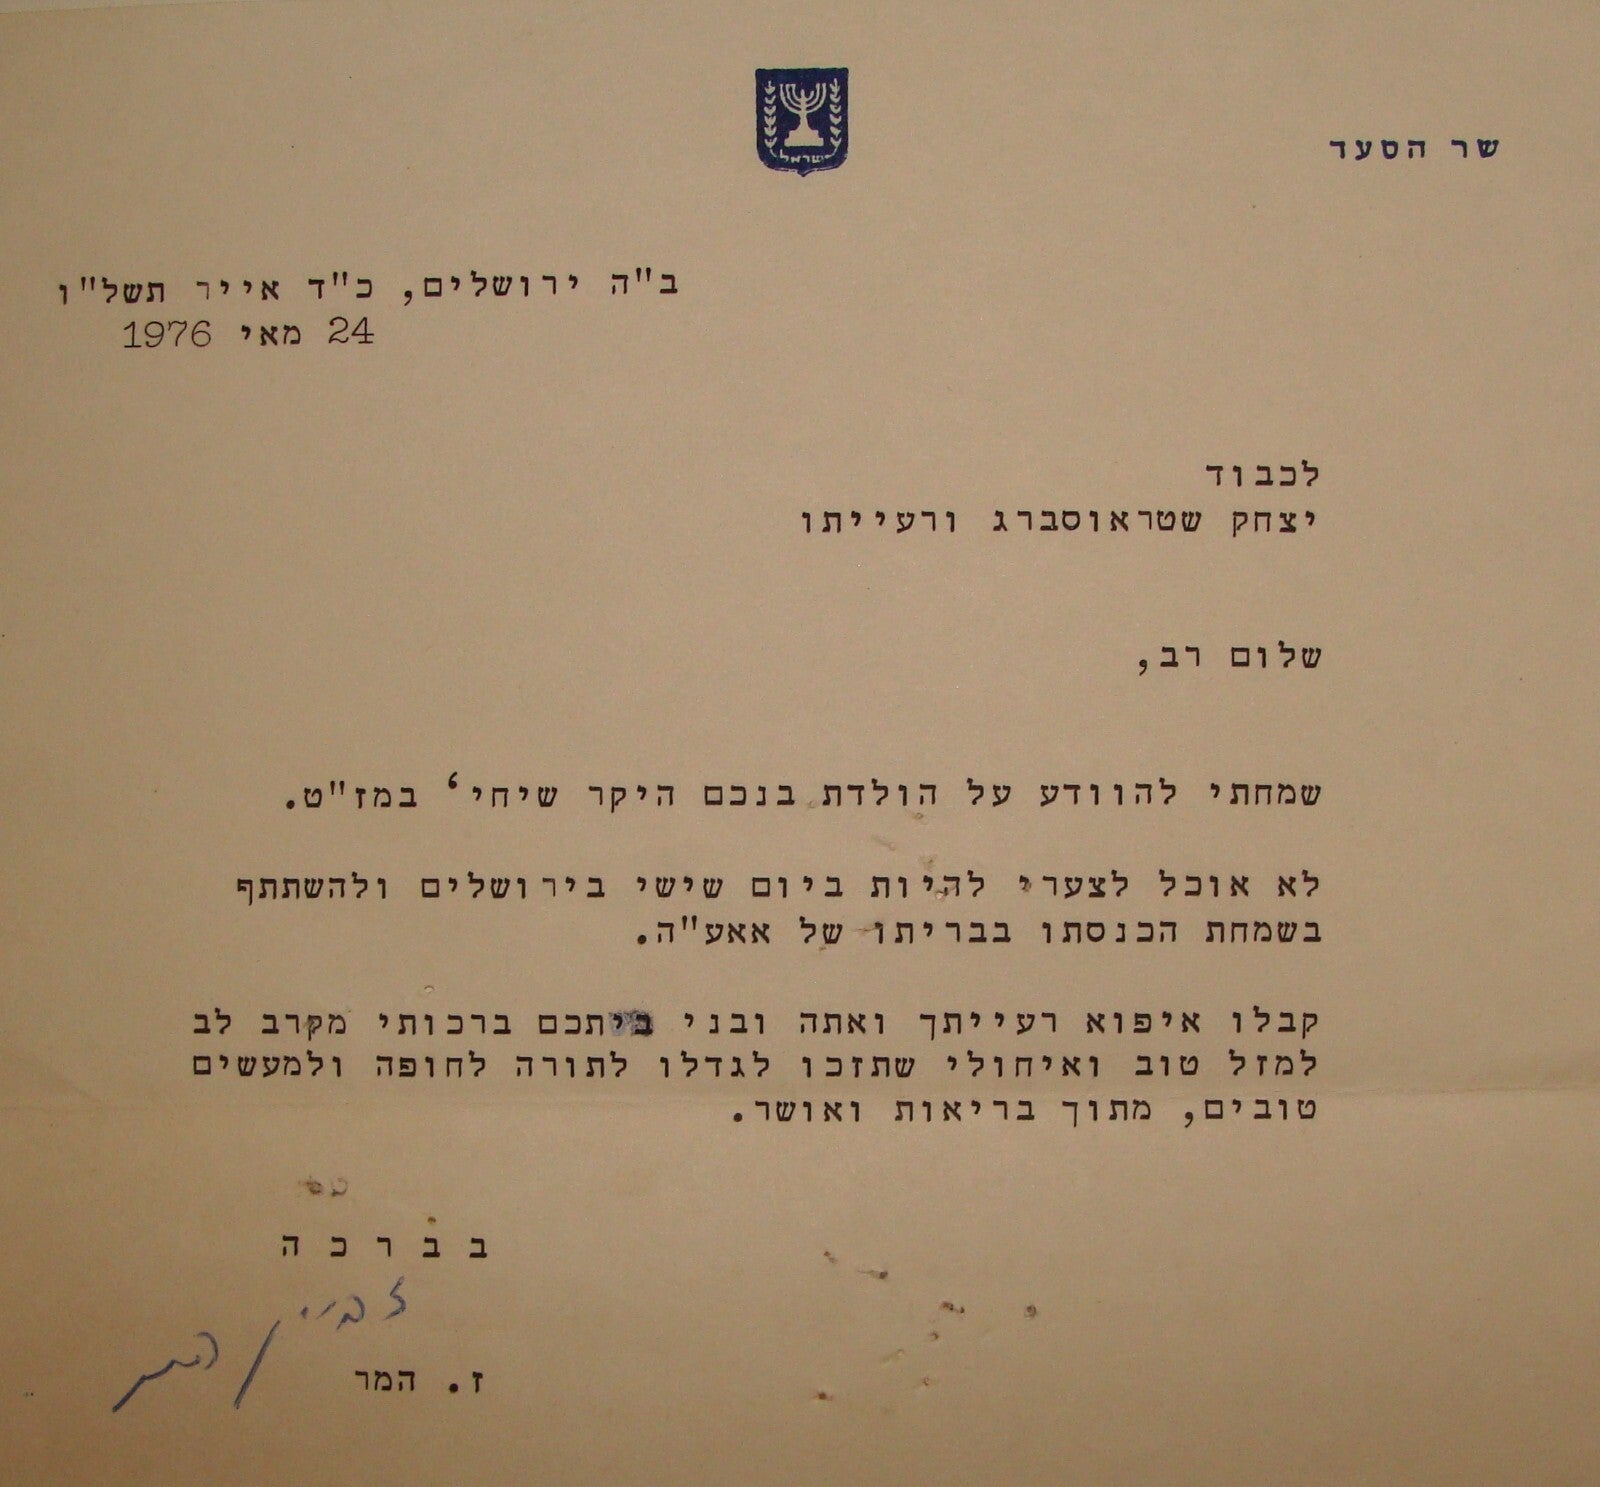 ישראל
שר הסעד
ב"ה ירושלים, כ"ד אייר תשל"ו
24 מאי 1976
לכבוד
יצחק שטראוסברג ורעייתו
שלום רב,
שמחתי להוודע על הולדת בנכם היקר שיחי' במז"ט.
לא אוכל לצערי להיות ביום שישי בירושלים ולהשתתף
בשמחת הכנסתו בבריתו של אאע"ה.
קבלו איפוא רעייתך ואתה ובני ביתכם ברכותי מקרב לב
למזל טוב ואיחולי שתזכו לגדלו לתורה לחופה ולמעשים
טובים, מתוך בריאות ואושר.
ב ב ר כ ה
זבולון המר
ז. המר